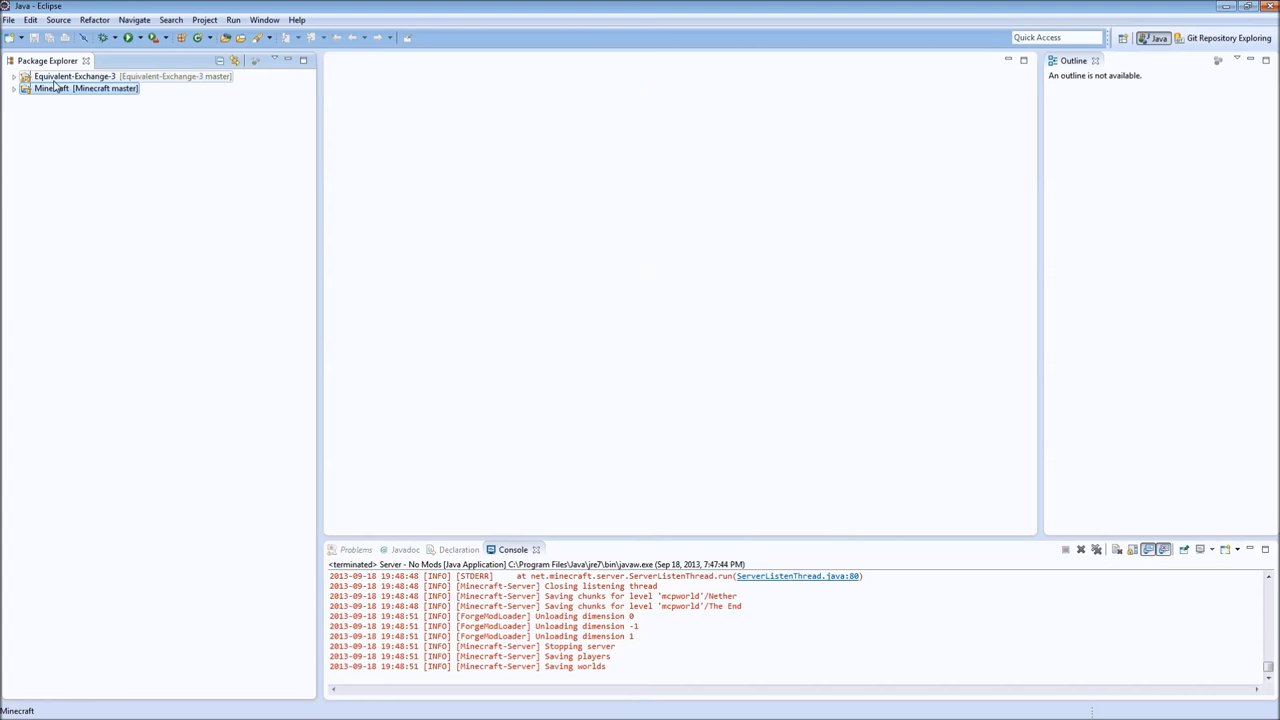 Java - Eclipse
File Edit Source Refactor Navigate Search Project Run Window Help
Quick Access
Java
Git Repository Exploring
Package Explorer
Equivalent-Exchange-3 [Equivalent-Exchange-3 master]
Minecraft [Minecraft master]
Outline
An outline is not available.
Problems Javadoc Declaration Console
<terminated> Server - No Mods [Java Application] C:\Program Files\Java\jre7\bin\javaw.exe (Sep 18, 2013, 7:47:44 PM)
2013-09-18 19:48:48 [INFO] [STDERR] at net.minecraft.server.ServerListenThread.run(ServerListenThread.java:80)
2013-09-18 19:48:48 [INFO] [Minecraft-Server] Closing listening thread
2013-09-18 19:48:48 [INFO] [Minecraft-Server] Saving chunks for level 'mcpworld'/Nether
2013-09-18 19:48:48 [INFO] [Minecraft-Server] Saving chunks for level 'mcpworld'/The End
2013-09-18 19:48:51 [INFO] [ForgeModLoader] Unloading dimension 0
2013-09-18 19:48:51 [INFO] [ForgeModLoader] Unloading dimension -1
2013-09-18 19:48:51 [INFO] [ForgeModLoader] Unloading dimension 1
2013-09-18 19:48:51 [INFO] [Minecraft-Server] Stopping server
2013-09-18 19:48:51 [INFO] [Minecraft-Server] Saving players
2013-09-18 19:48:51 [INFO] [Minecraft-Server] Saving worlds
Minecraft